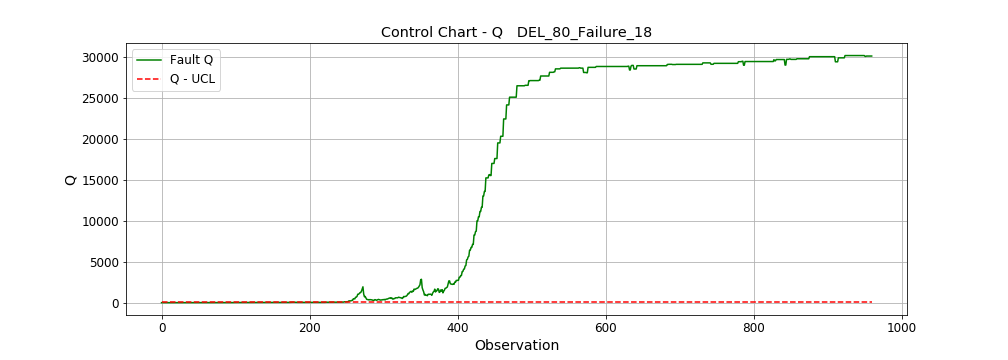 Control Chart - Q   DEL_80_Failure_18
Fault Q
Q - UCL
30000
25000
20000
15000
10000
5000
0
Q
0 200 400 600 800 1000
Observation